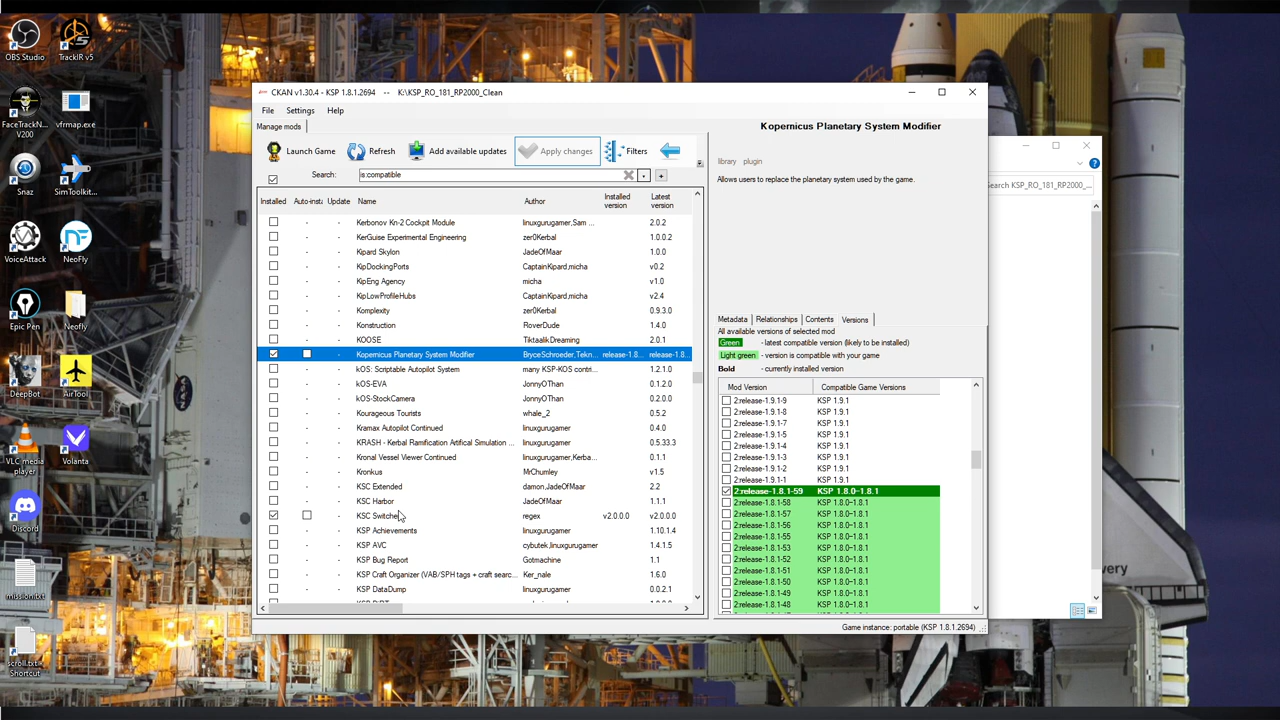 OBS Studio
TrackIR v5
FaceTrackN...
V200
vfrmap.exe
Snaz
SimToolkit...
VoiceAttack
NeoFly
Epic Pen
Neofly
DeepBot
AirTool
VLC media
player
Volanta
Discord
mission.txt
scroll.txt -
Shortcut
NASA
CKAN v1.30.4 - KSP 1.8.1.2694 -- K:\KSP_RO_181_RP2000_Clean
File Settings Help
Manage mods
Launch Game Refresh Add available updates Apply changes Filters
Search: is:compatible
Installed Auto-insta Update Name Author Installed version Latest version
- - Kerbonov Kn-2 Cockpit Module linuxgurugamer,Sam ... 2.0.2
- - KerGuise Experimental Engineering zer0Kerbal 1.0.0.2
- - Kipard Skylon JadeOfMaar 1.0.0
- - KipDockingPorts CaptainKipard,micha v0.2
- - KipEng Agency micha v1.0
- - KipLowProfileHubs CaptainKipard,micha v2.4
- - Komplexity zer0Kerbal 0.9.3.0
- - Konstruction RoverDude 1.4.0
- - KOOSE TiktaalikDreaming 2.0.1
- Kopernicus Planetary System Modifier BryceSchroeder,Tekn... release-1.8... release-1.8...
- - kOS: Scriptable Autopilot System many KSP-KOS contri... 1.2.1.0
- - kOS-EVA JonnyOThan 0.1.2.0
- - kOS-StockCamera JonnyOThan 0.2.0.0
- - Kourageous Tourists whale_2 0.5.2
- - Kramax Autopilot Continued linuxgurugamer 0.4.0
- - KRASH - Kerbal Ramification Artifical Simulation ... linuxgurugamer 0.5.33.3
- - Kronal Vessel Viewer Continued linuxgurugamer,Kerba... 0.1.1
- - Kronkus MrChumley v1.5
- - KSC Extended damon,JadeOfMaar 2.2
- - KSC Harbor JadeOfMaar 1.1.1
- KSC Switcher regex v2.0.0.0 v2.0.0.0
- - KSP Achievements linuxgurugamer 1.10.1.4
- - KSP AVC cybutek,linuxgurugamer 1.4.1.5
- - KSP Bug Report Gotmachine 1.1
- - KSP Craft Organizer (VAB/SPH tags + craft searc... Ker_nale 1.6.0
- - KSP DataDump linuxgurugamer 0.0.2.1
Kopernicus Planetary System Modifier
library plugin
Allows users to replace the planetary system used by the game.
Metadata Relationships Contents Versions
All available versions of selected mod
Green - latest compatible version (likely to be installed)
Light green - version is compatible with your game
Bold - currently installed version
Mod Version Compatible Game Versions
2:release-1.9.1-9 KSP 1.9.1
2:release-1.9.1-8 KSP 1.9.1
2:release-1.9.1-7 KSP 1.9.1
2:release-1.9.1-5 KSP 1.9.1
2:release-1.9.1-4 KSP 1.9.1
2:release-1.9.1-3 KSP 1.9.1
2:release-1.9.1-2 KSP 1.9.1
2:release-1.9.1-1 KSP 1.9.1
2:release-1.8.1-59 KSP 1.8.0-1.8.1
2:release-1.8.1-58 KSP 1.8.0-1.8.1
2:release-1.8.1-57 KSP 1.8.0-1.8.1
2:release-1.8.1-56 KSP 1.8.0-1.8.1
2:release-1.8.1-55 KSP 1.8.0-1.8.1
2:release-1.8.1-53 KSP 1.8.0-1.8.1
2:release-1.8.1-52 KSP 1.8.0-1.8.1
2:release-1.8.1-51 KSP 1.8.0-1.8.1
2:release-1.8.1-50 KSP 1.8.0-1.8.1
2:release-1.8.1-49 KSP 1.8.0-1.8.1
2:release-1.8.1-48 KSP 1.8.0-1.8.1
Game instance: portable (KSP 1.8.1.2694)
Search KSP_RO_181_RP2000_...
very